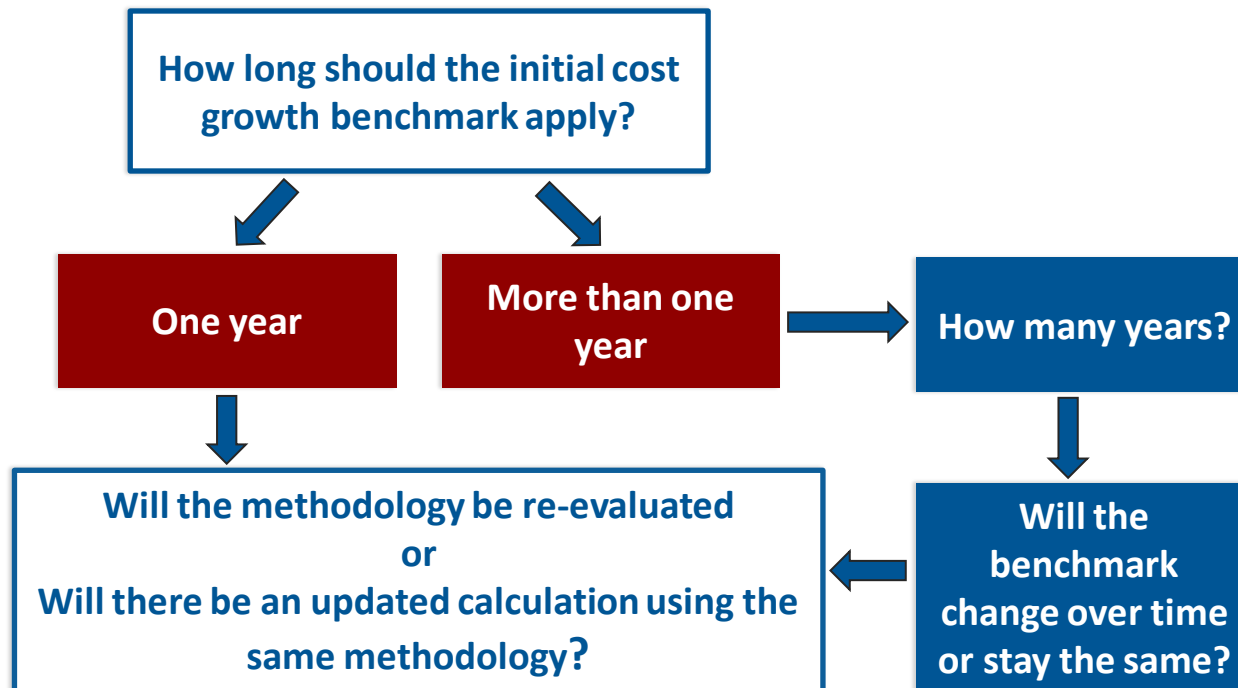 How long should the initial cost
growth benchmark apply?
One year
More than one
year
How many years?
Will the methodology be re-evaluated
or
Will there be an updated calculation using the
same methodology?
Will the
benchmark
change over time
or stay the same?